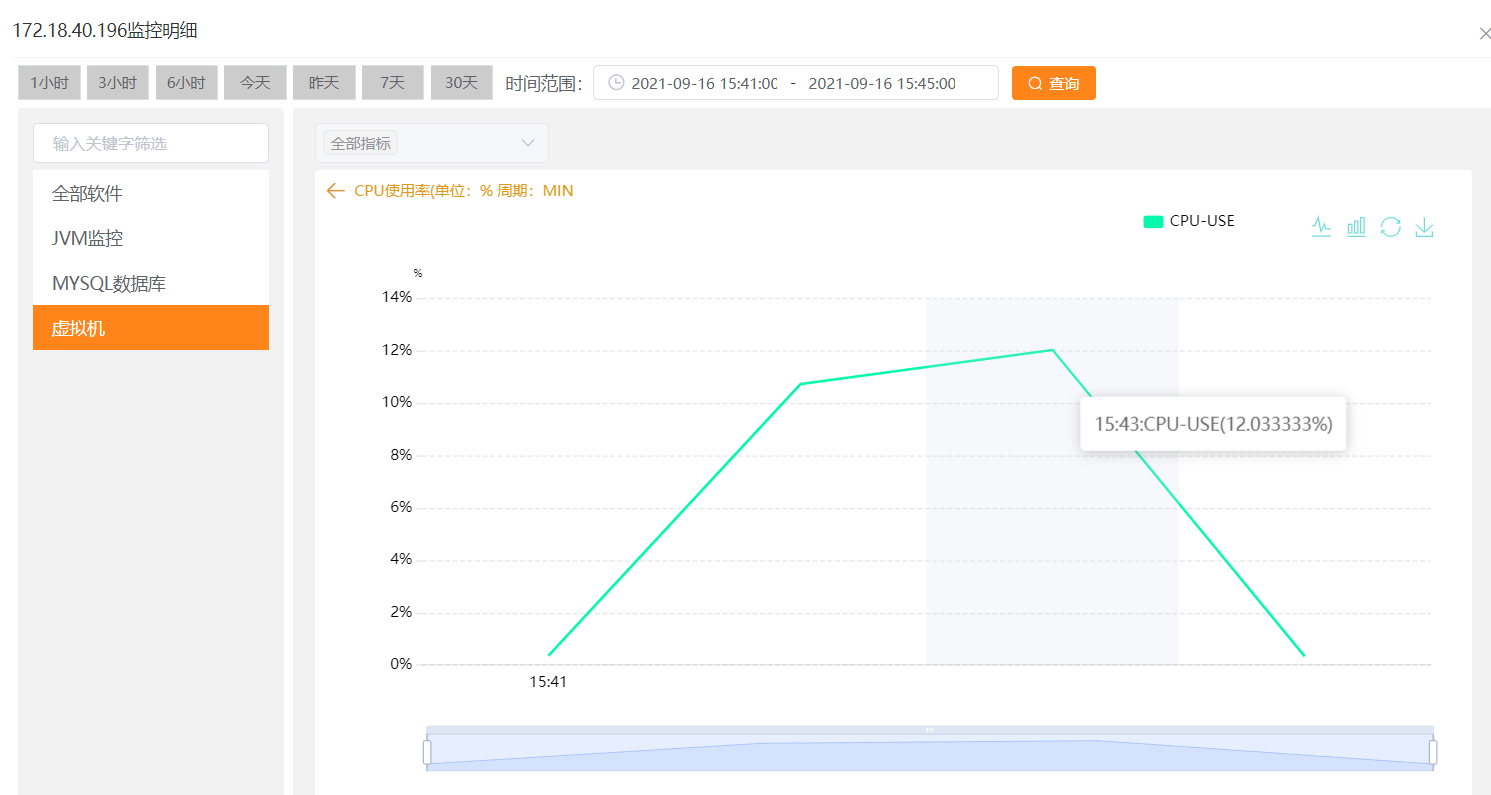 172.18.40.196监控明细
1小时 3小时 6小时 今天 昨天 7天 30天 时间范围： 2021-09-16 15:41:00 - 2021-09-16 15:45:00 查询
输入关键字筛选
全部软件
JVM监控
MYSQL数据库
虚拟机
全部指标
CPU使用率(单位：% 周期：MIN
CPU-USE
%
14%
12%
10%
8%
6%
4%
2%
0%
15:43:CPU-USE(12.033333%)
15:41